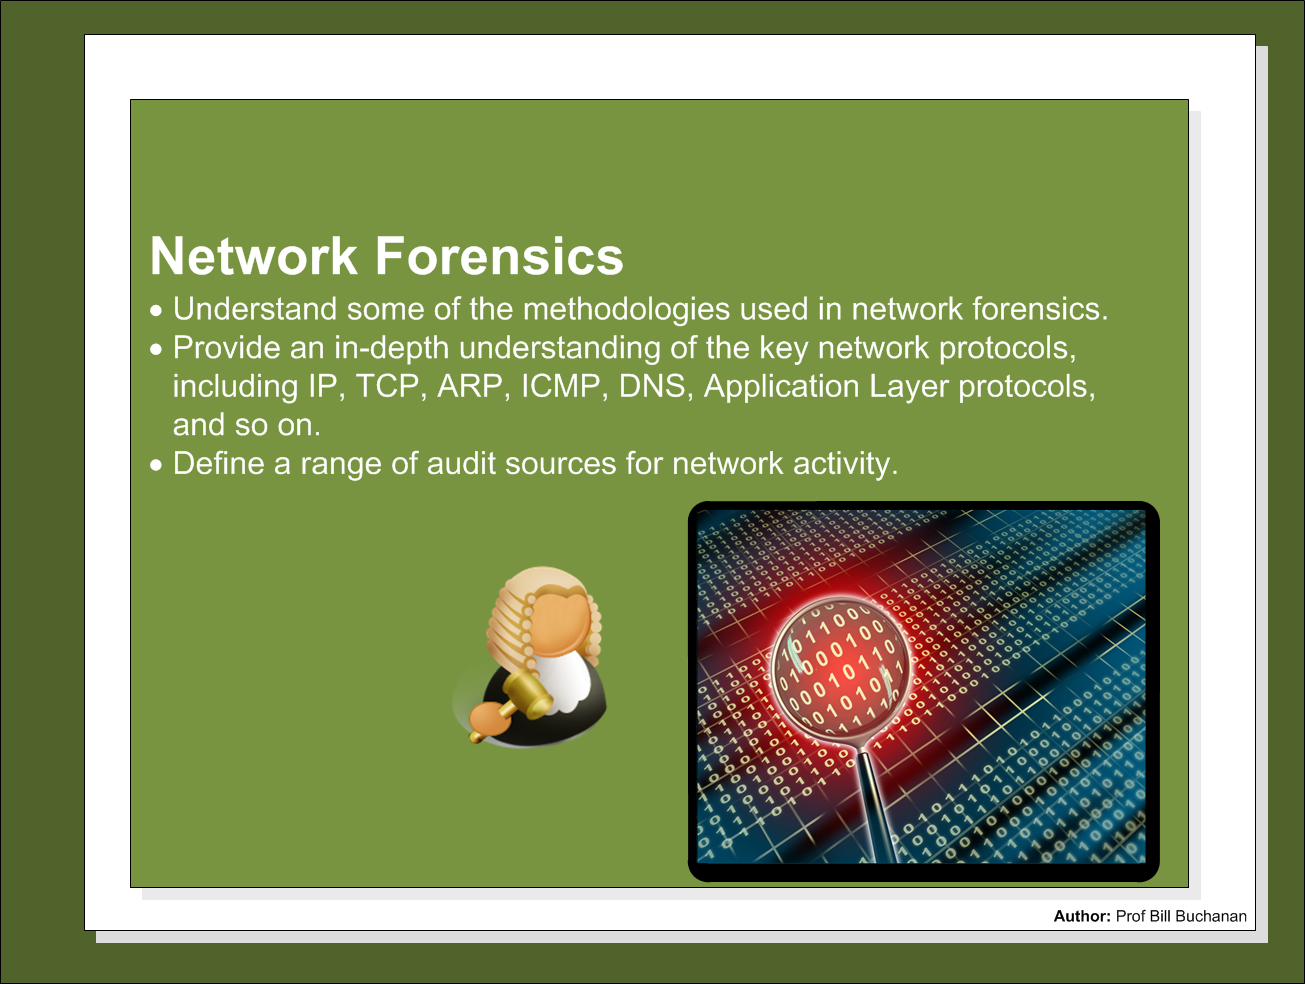 Network Forensics
• Understand some of the methodologies used in network forensics.
• Provide an in-depth understanding of the key network protocols,
including IP, TCP, ARP, ICMP, DNS, Application Layer protocols,
and so on.
• Define a range of audit sources for network activity.
Author: Prof Bill Buchanan